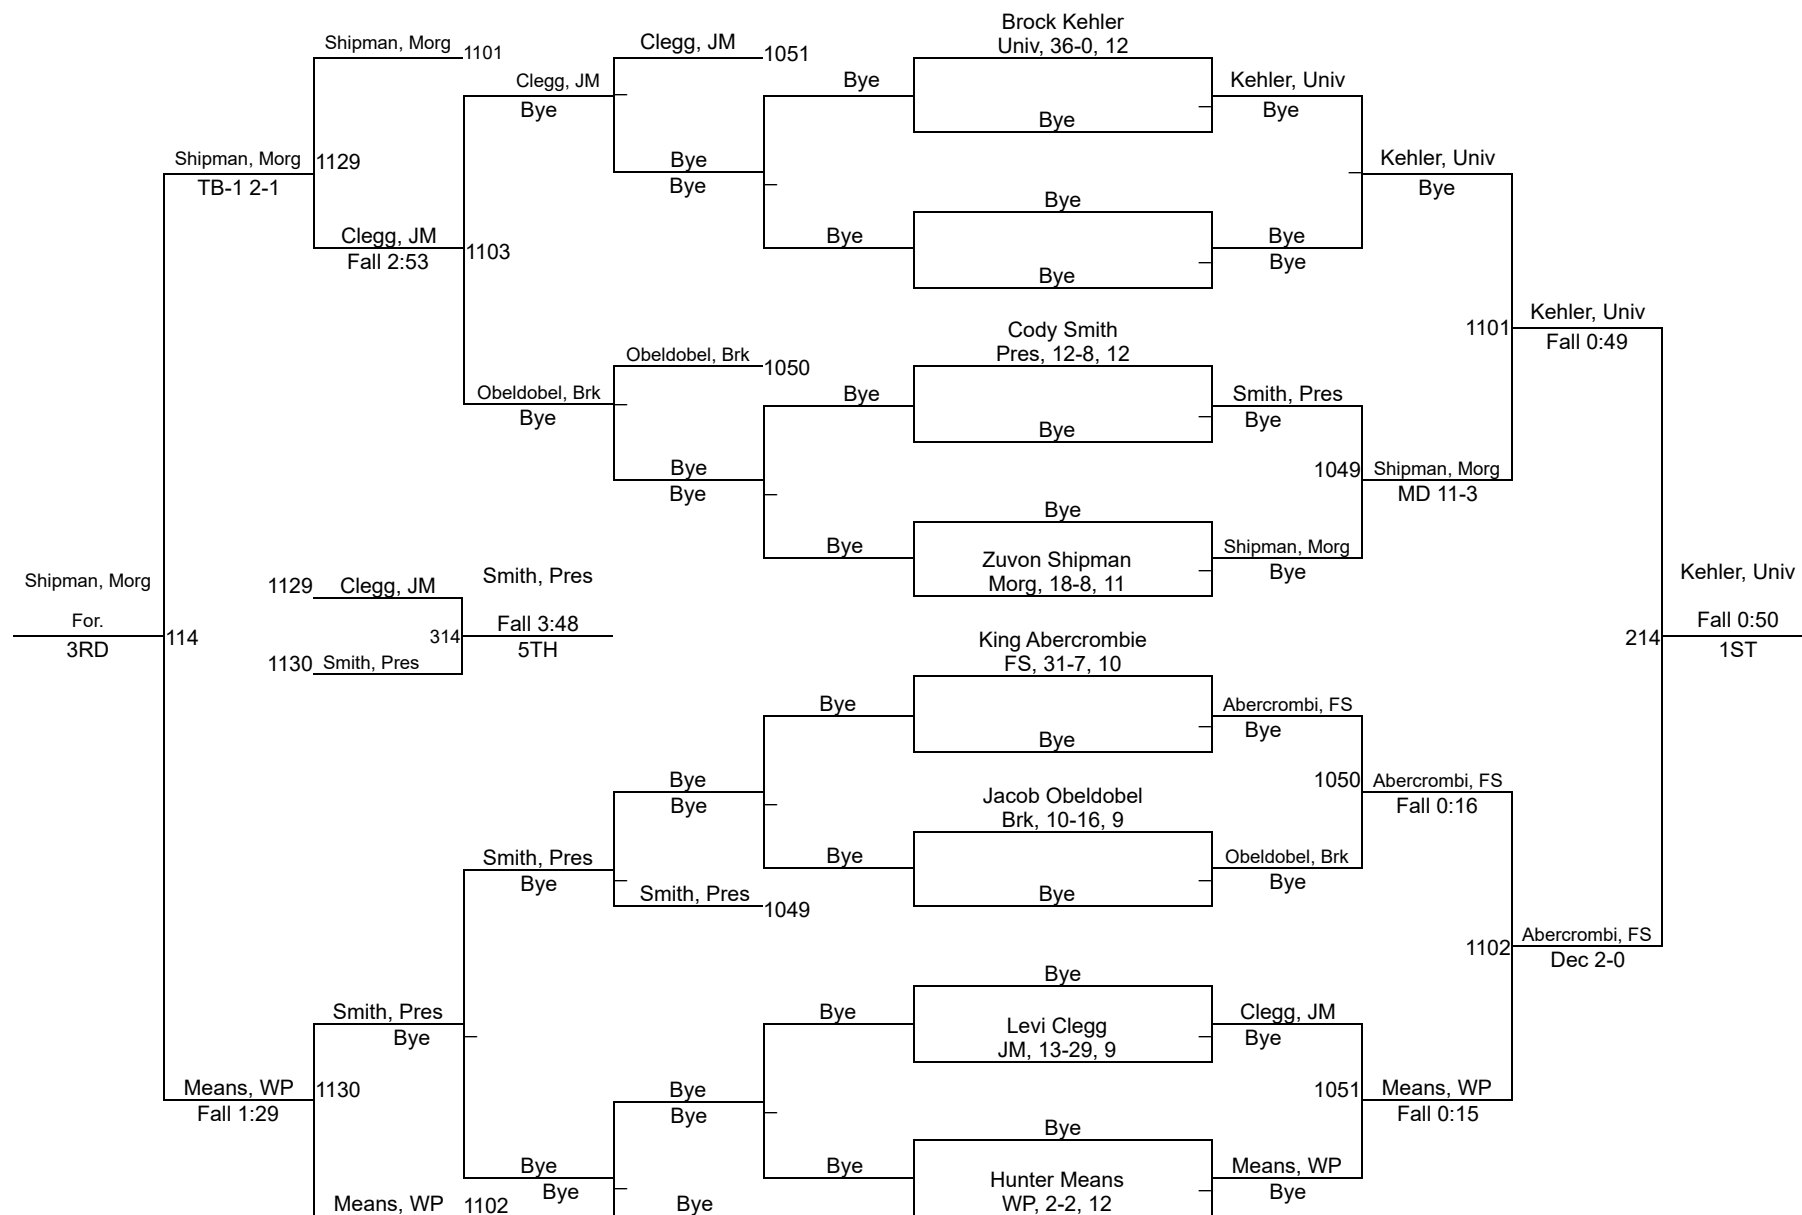 Brock Kehler
Shipman, Morg
1101
Clegg, JM
1051
Univ, 36-0, 12
Clegg, JM
Bye
Kehler, Univ
Bye
Bye
Bye
Shipman, Morg
1129
Bye
Kehler, Univ
TB-1 2-1
Bye
Bye
Bye
Clegg, JM
Bye
Bye
Fall 2:53
1103
Bye
Bye
Kehler, Univ
Cody Smith
1101
Fall 0:49
Obeldobel, Brk
1050
Pres, 12-8, 12
Obeldobel, Brk
Bye
Smith, Pres
Bye
Bye
Bye
Bye
1049
Shipman, Morg
Bye
MD 11-3
Bye
Bye
Shipman, Morg
Zuvon Shipman
Bye
Morg, 18-8, 11
Shipman, Morg
1129
Clegg, JM
Smith, Pres
Kehler, Univ
For.
314
Fall 3:48
214
Fall 0:50
3RD
114
5TH
1ST
1130
Smith, Pres
King Abercrombie
FS, 31-7, 10
Bye
Abercrombi, FS
Bye
Bye
Bye
1050
Abercrombi, FS
Bye
Jacob Obeldobel
Fall 0:16
Brk, 10-16, 9
Smith, Pres
Bye
Obeldobel, Brk
Bye
Bye
Bye
Smith, Pres
1049
1102
Abercrombi, FS
Dec 2-0
Bye
Smith, Pres
Bye
Levi Clegg
Clegg, JM
Bye
JM, 13-29, 9
Bye
Means, WP
1130
Bye
1051
Means, WP
Fall 1:29
Bye
Fall 0:15
Bye
Bye
Bye
Hunter Means
Means, WP
Bye
WP, 2-2, 12
Bye
Means, WP
1102
Bye